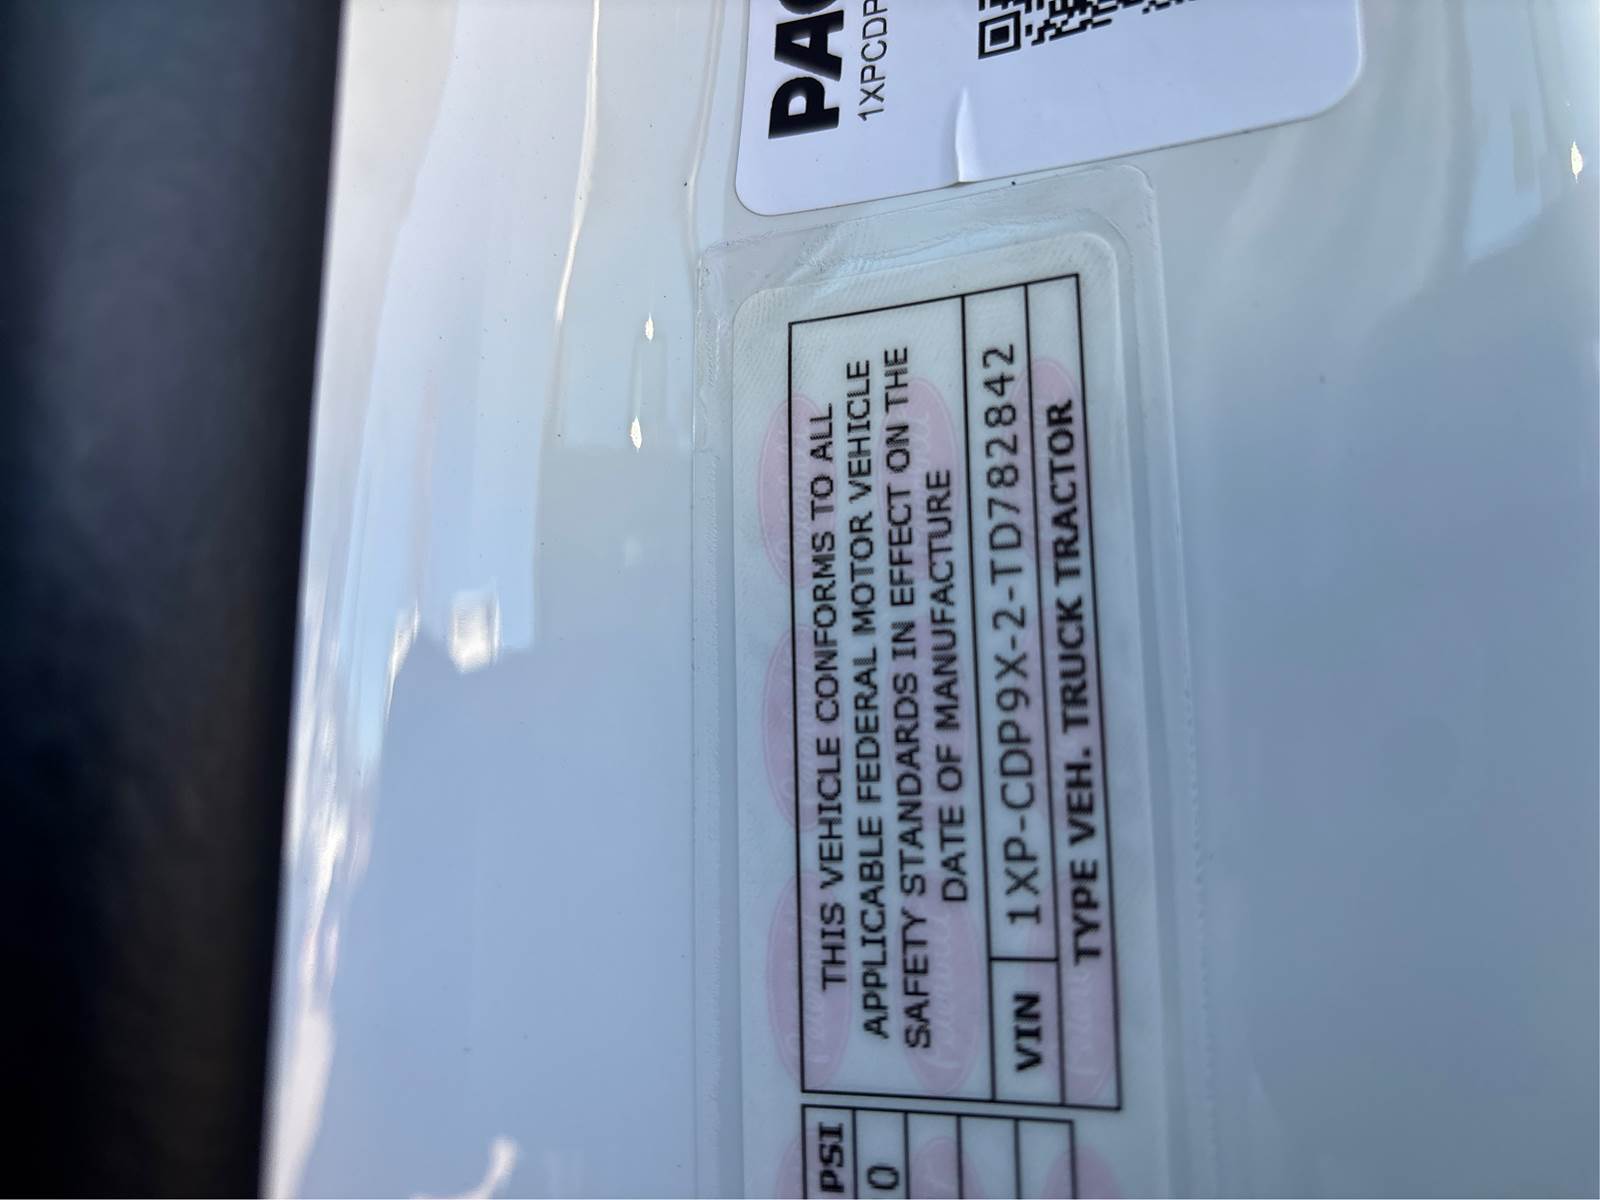 PAC
1XPCDP
THIS VEHICLE CONFORMS TO ALL
APPLICABLE FEDERAL MOTOR VEHICLE
SAFETY STANDARDS IN EFFECT ON THE
DATE OF MANUFACTURE
VIN 1XP-CDP9X-2-TD782842
TYPE VEH. TRUCK TRACTOR
PSI
0